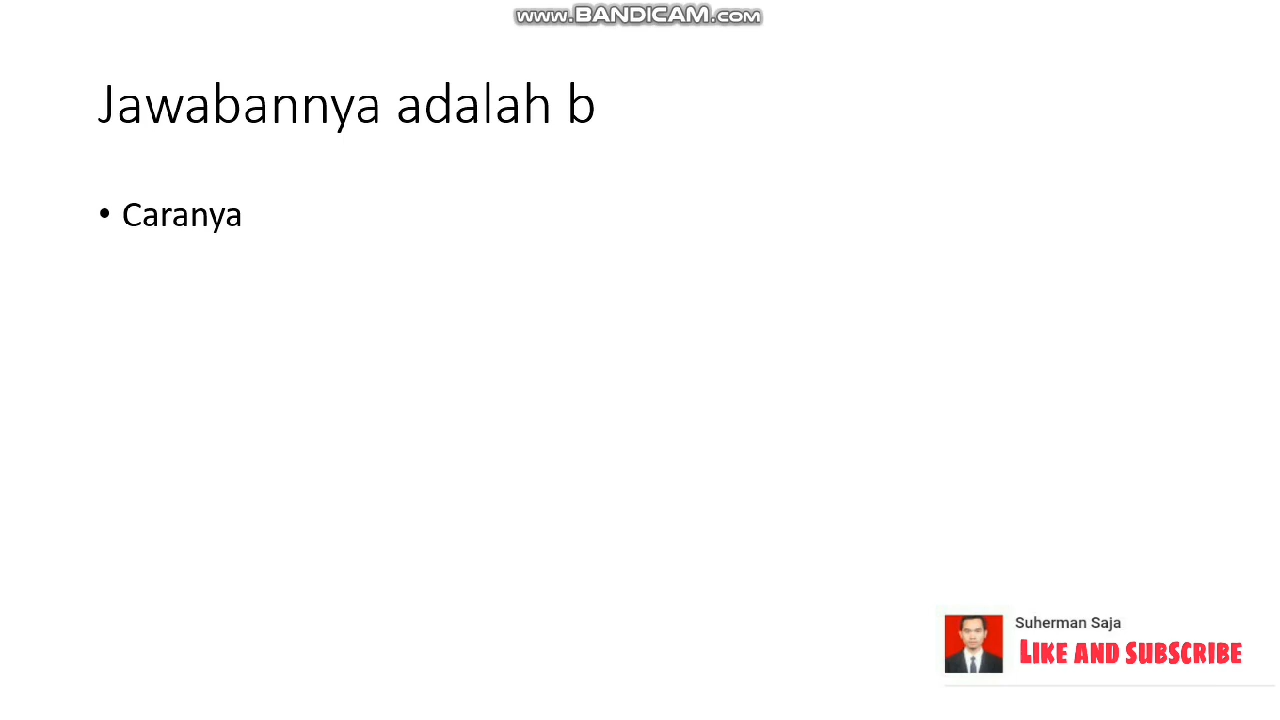 www.BANDICAM.com
Jawabannya adalah b
• Caranya
Suherman Saja
LIKE AND SUBSCRIBE